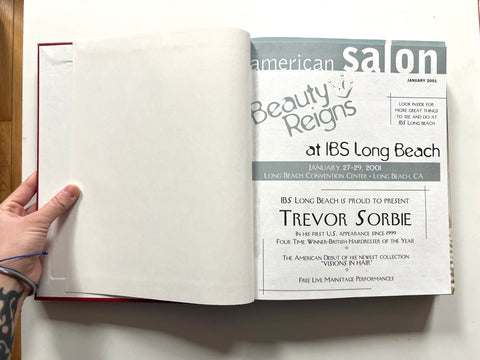 american salon
JANUARY 2001
Beauty
Reigns
LOOK INSIDE FOR
MORE GREAT THINGS
TO SEE AND DO AT
IBS LONG BEACH
at IBS Long Beach
JANUARY 27-29, 2001
LONG BEACH CONVENTION CENTER • LONG BEACH, CA
IBS LONG BEACH IS PROUD TO PRESENT
TREVOR SORBIE
IN HIS FIRST U.S. APPEARANCE SINCE 1999
FOUR TIME WINNER-BRITISH HAIRDRESSER OF THE YEAR
THE AMERICAN DEBUT OF HIS NEWEST COLLECTION
"VISIONS IN HAIR"
FREE LIVE MAINSTAGE PERFORMANCES